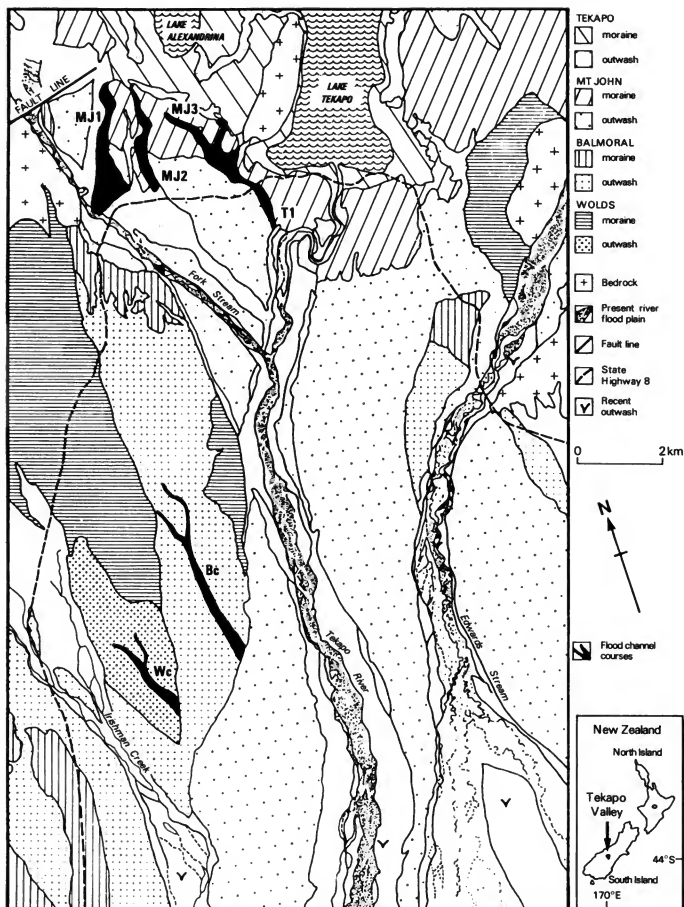 LAKE
ALEXANDRINA
LAKE
TEKAPO
FAULT LINE
MJ1
MJ3
MJ2
T1
Fork Stream
Bc
Wc
Tekapo
River
Edwards
Stream
Irishman Creek
TEKAPO
moraine
outwash
MT JOHN
moraine
outwash
BALMORAL
moraine
outwash
WOLDS
moraine
outwash
Bedrock
Present river
flood plain
Fault line
State
Highway 8
Recent
outwash
0 2 km
N
Flood channel
courses
New Zealand
North Island
Tekapo
Valley
44°S
South Island
170°E